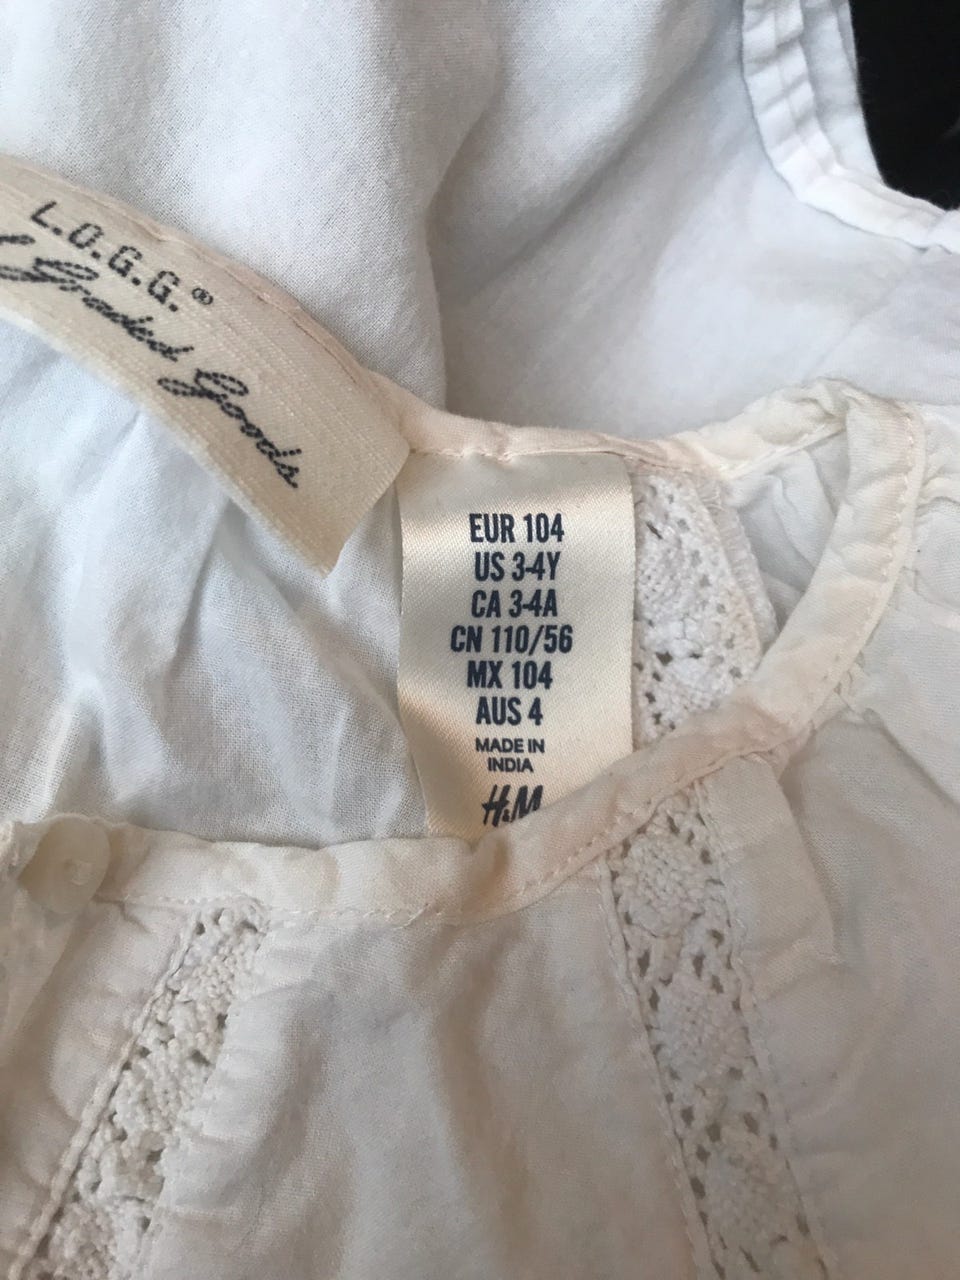 L.O.G.G.®
Graded Goods
EUR 104
US 3-4Y
CA 3-4A
CN 110/56
MX 104
AUS 4
MADE IN
INDIA
H&M